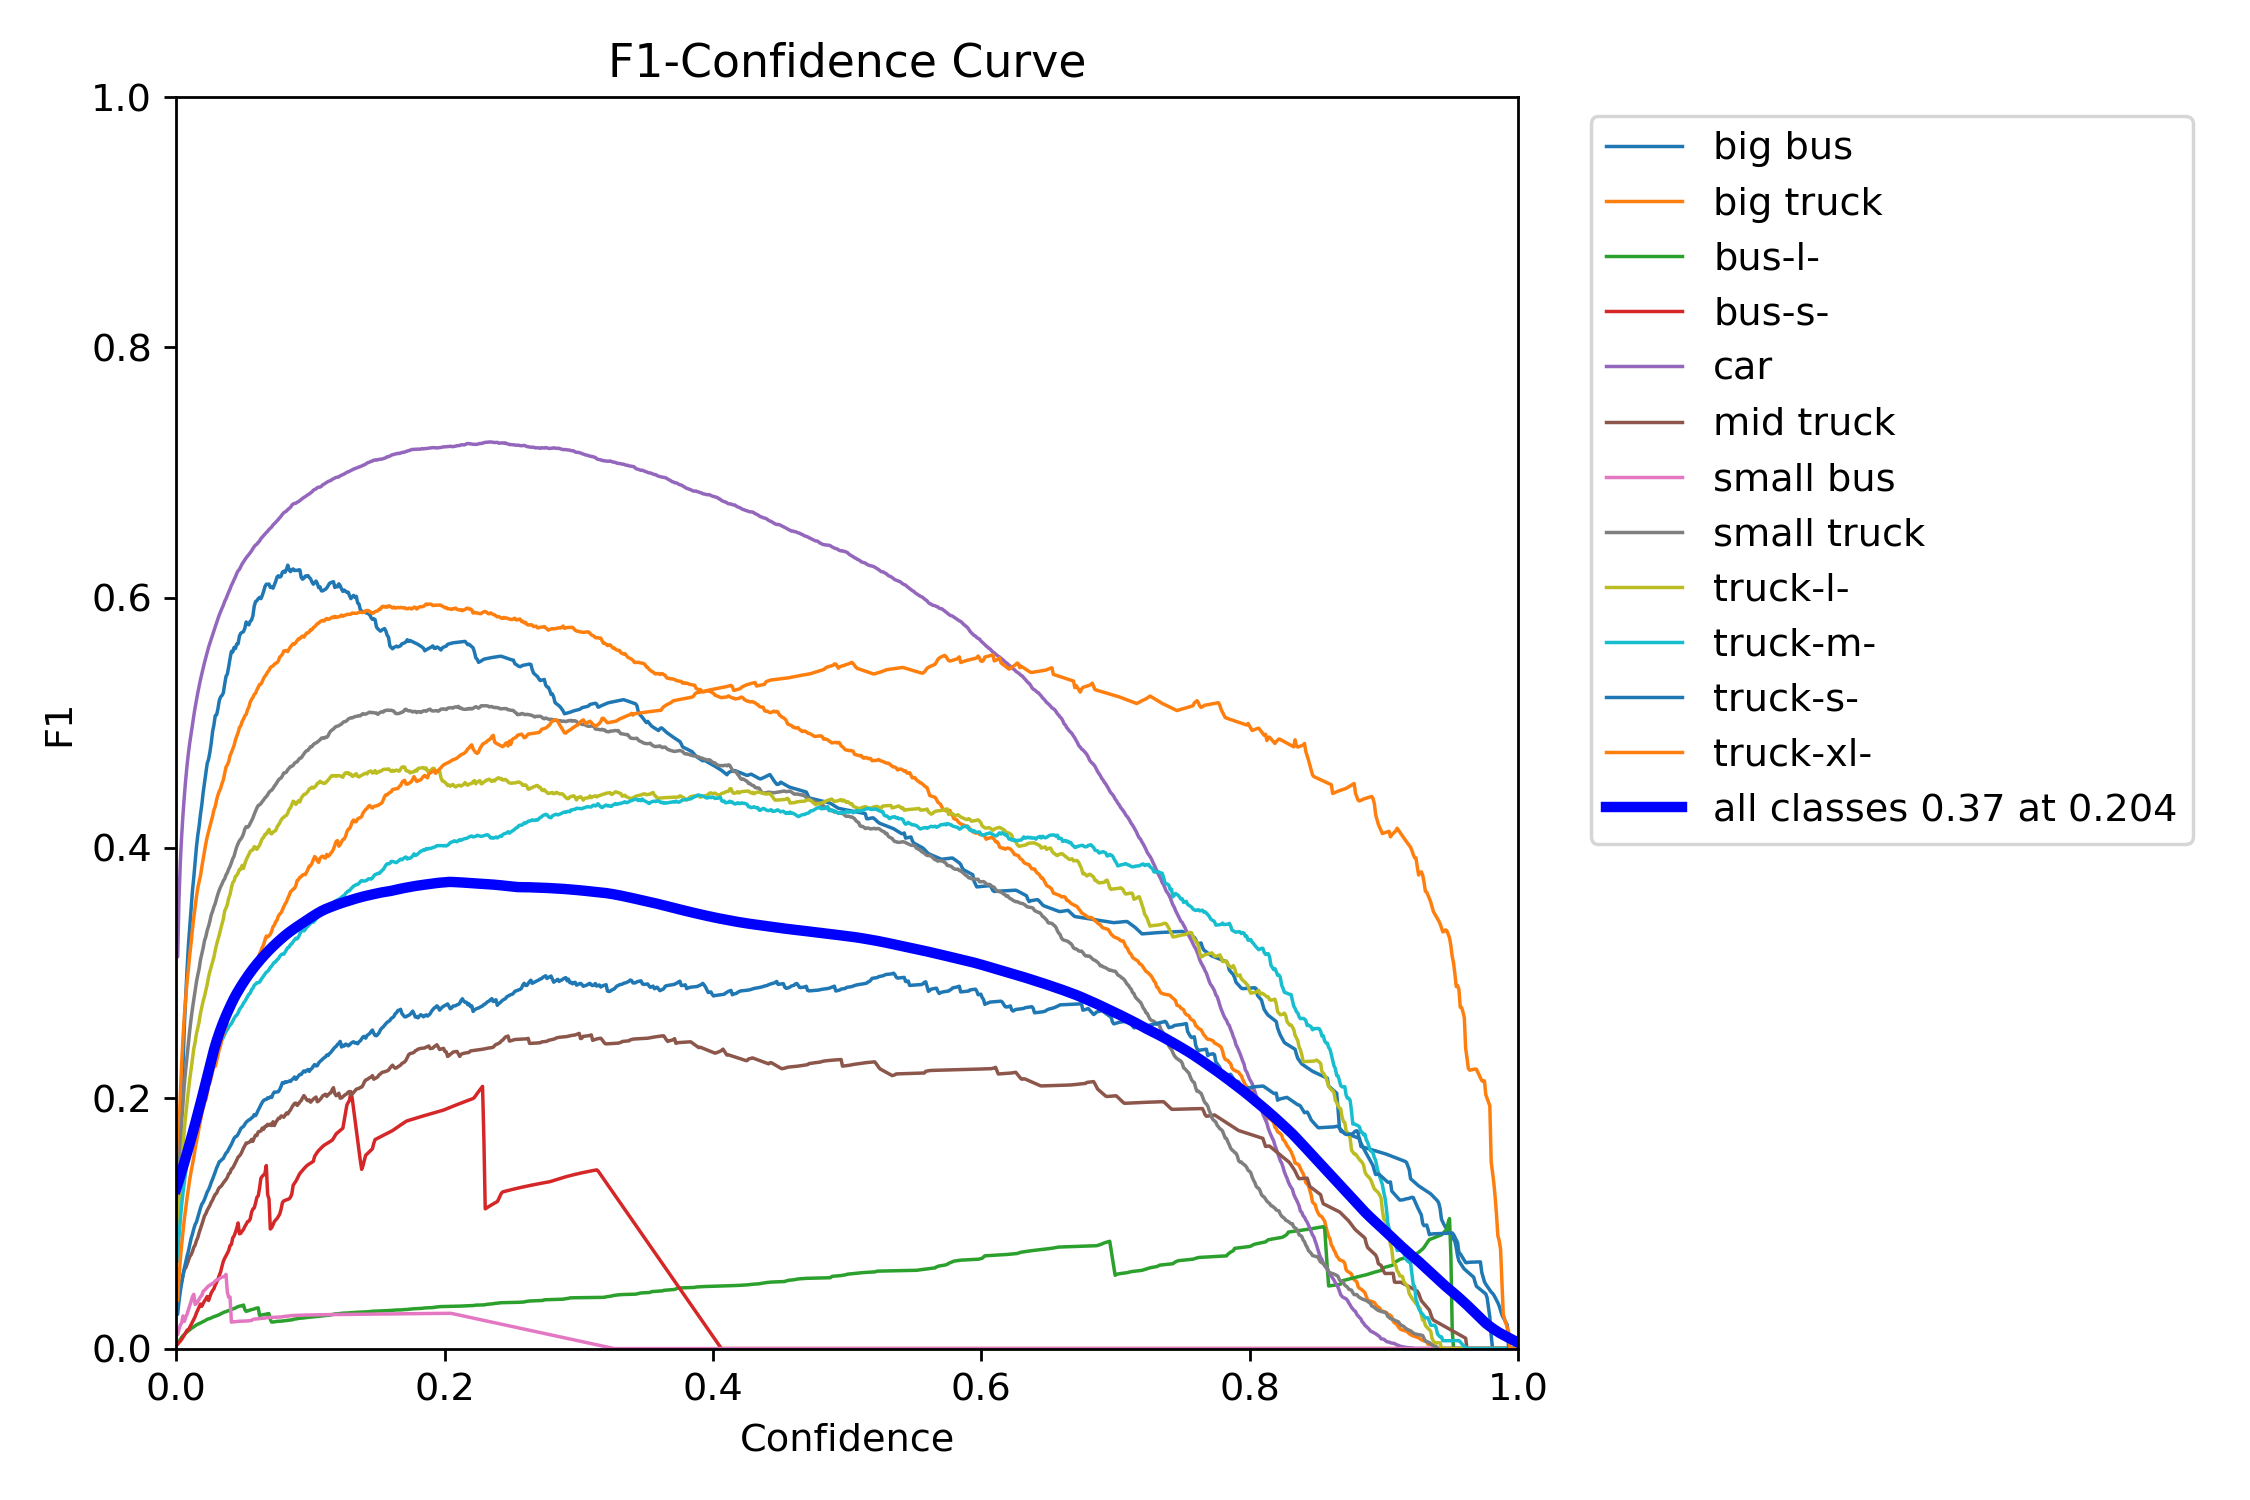 F1-Confidence Curve
1.0
0.8
0.6
0.4
0.2
0.0
F1
0.0 0.2 0.4 0.6 0.8 1.0
Confidence
big bus
big truck
bus-l-
bus-s-
car
mid truck
small bus
small truck
truck-l-
truck-m-
truck-s-
truck-xl-
all classes 0.37 at 0.204